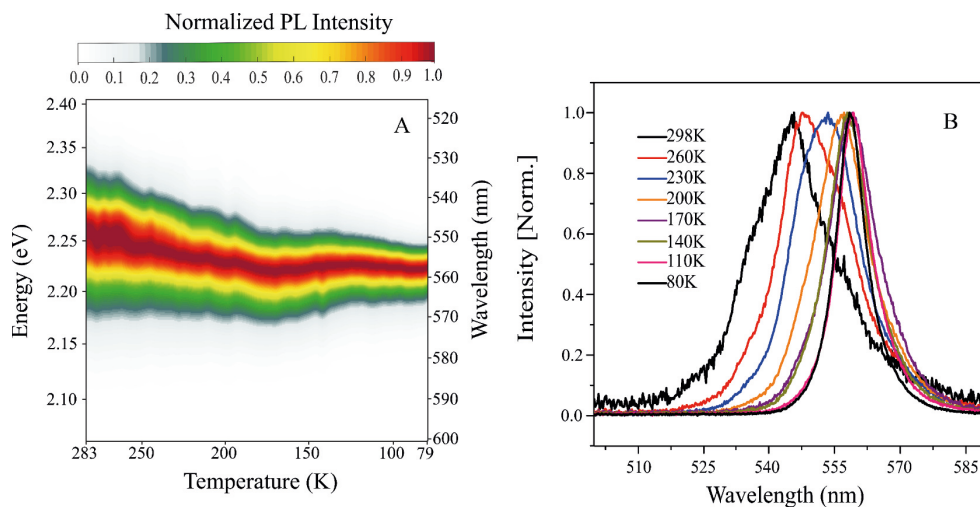 Normalized PL Intensity
0.0 0.1 0.2 0.3 0.4 0.5 0.6 0.7 0.8 0.9 1.0
A
Energy (eV)
2.40
2.35
2.30
2.25
2.20
2.15
2.10
520
530
540
550
560
570
580
590
600
Wavelength (nm)
283 250 200 150 100 79
Temperature (K)
B
Intensity [Norm.]
1.0
0.8
0.6
0.4
0.2
0.0
298K
260K
230K
200K
170K
140K
110K
80K
510 525 540 555 570 585
Wavelength (nm)